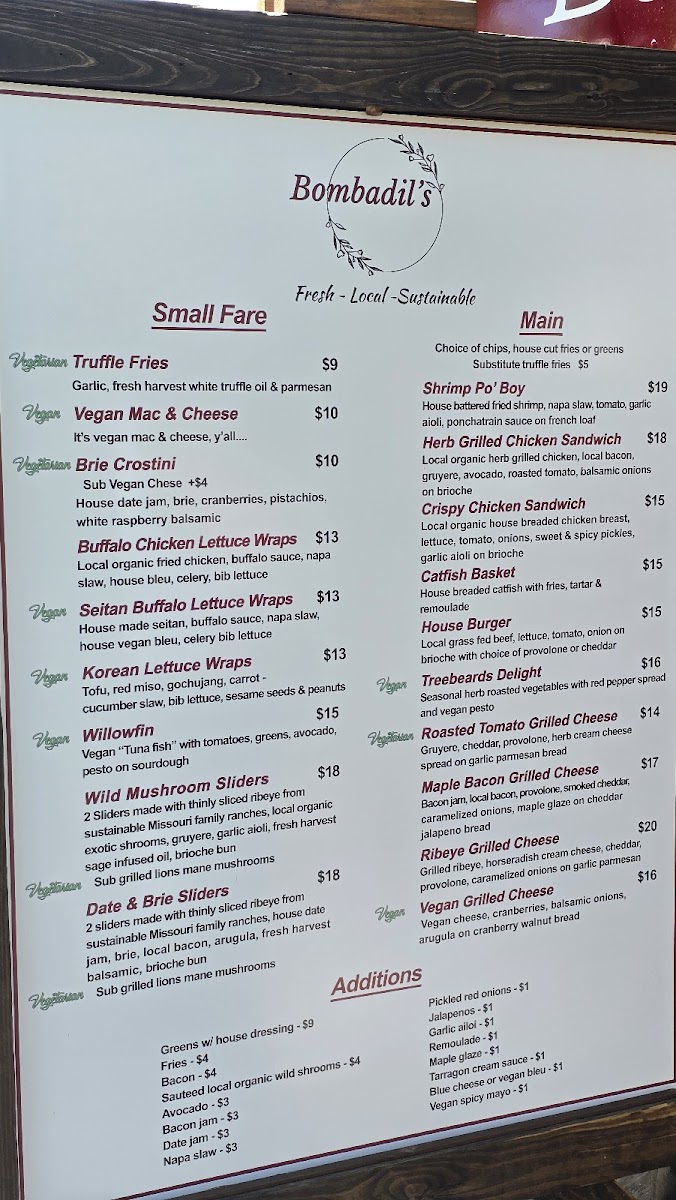 Bombadil's
Fresh - Local -Sustainable
Small Fare
Vegetarian Truffle Fries $9
Garlic, fresh harvest white truffle oil & parmesan
Vegan Vegan Mac & Cheese $10
It's vegan mac & cheese, y'all....
Vegetarian Brie Crostini $10
Sub Vegan Chese +$4
House date jam, brie, cranberries, pistachios,
white raspberry balsamic
Buffalo Chicken Lettuce Wraps $13
Local organic fried chicken, buffalo sauce, napa
slaw, house bleu, celery, bib lettuce
Vegan Seitan Buffalo Lettuce Wraps $13
House made seitan, buffalo sauce, napa slaw,
house vegan bleu, celery bib lettuce
Vegan Korean Lettuce Wraps $13
Tofu, red miso, gochujang, carrot -
cucumber slaw, bib lettuce, sesame seeds & peanuts
Vegan Willowfin $15
Vegan "Tuna fish" with tomatoes, greens, avocado,
pesto on sourdough
Wild Mushroom Sliders $18
2 Sliders made with thinly sliced ribeye from
sustainable Missouri family ranches, local organic
exotic shrooms, gruyere, garlic aioli, fresh harvest
sage infused oil, brioche bun
Vegetarian Sub grilled lions mane mushrooms
Date & Brie Sliders $18
2 sliders made with thinly sliced ribeye from
sustainable Missouri family ranches, house date
jam, brie, local bacon, arugula, fresh harvest
balsamic, brioche bun
Vegetarian Sub grilled lions mane mushrooms
Main
Choice of chips, house cut fries or greens
Substitute truffle fries $5
Shrimp Po' Boy $19
House battered fried shrimp, napa slaw, tomato, garlic
aioli, ponchatrain sauce on french loaf
Herb Grilled Chicken Sandwich $18
Local organic herb grilled chicken, local bacon,
gruyere, avocado, roasted tomato, balsamic onions
on brioche
Crispy Chicken Sandwich $15
Local organic house breaded chicken breast,
lettuce, tomato, onions, sweet & spicy pickles,
garlic aioli on brioche
Catfish Basket $15
House breaded catfish with fries, tartar &
remoulade
House Burger $15
Local grass fed beef, lettuce, tomato, onion on
brioche with choice of provolone or cheddar
Vegan Treebeards Delight $16
Seasonal herb roasted vegetables with red pepper spread
and vegan pesto
Vegetarian Roasted Tomato Grilled Cheese $14
Gruyere, cheddar, provolone, herb cream cheese
spread on garlic parmesan bread
Maple Bacon Grilled Cheese $17
Bacon jam, local bacon, provolone, smoked cheddar,
caramelized onions, maple glaze on cheddar
jalapeno bread
Ribeye Grilled Cheese $20
Grilled ribeye, horseradish cream cheese, cheddar,
provolone, caramelized onions on garlic parmesan
Vegan Vegan Grilled Cheese $16
Vegan cheese, cranberries, balsamic onions,
arugula on cranberry walnut bread
Additions
Greens w/ house dressing - $9
Fries - $4
Bacon - $4
Sauteed local organic wild shrooms - $4
Avocado - $3
Bacon jam - $3
Date jam - $3
Napa slaw - $3
Pickled red onions - $1
Jalapenos - $1
Garlic ailoi - $1
Remoulade - $1
Maple glaze - $1
Tarragon cream sauce - $1
Blue cheese or vegan bleu - $1
Vegan spicy mayo - $1